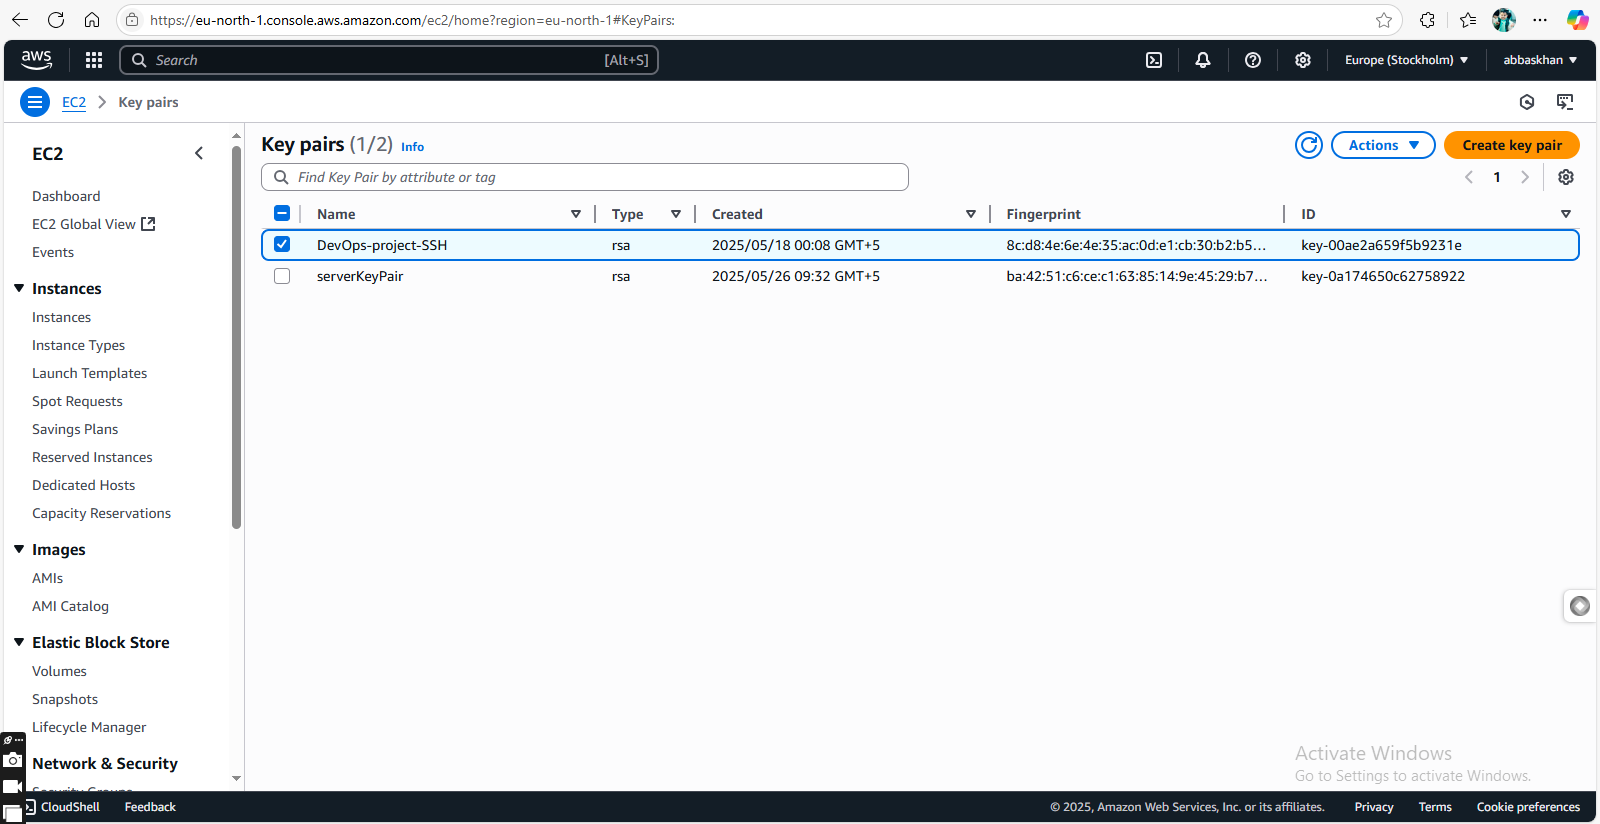 https://eu-north-1.console.aws.amazon.com/ec2/home?region=eu-north-1#KeyPairs:
aws Search [Alt+S] Europe (Stockholm) abbaskhan
EC2 Key pairs
EC2
Dashboard
EC2 Global View
Events
Instances
Instances
Instance Types
Launch Templates
Spot Requests
Savings Plans
Reserved Instances
Dedicated Hosts
Capacity Reservations
Images
AMIs
AMI Catalog
Elastic Block Store
Volumes
Snapshots
Lifecycle Manager
Network & Security
Key pairs (1/2) Info Actions Create key pair
Find Key Pair by attribute or tag 1
Name Type Created Fingerprint ID
DevOps-project-SSH rsa 2025/05/18 00:08 GMT+5 8c:d8:4e:6e:4e:35:ac:0d:e1:cb:30:b2:b5... key-00ae2a659f5b9231e
serverKeyPair rsa 2025/05/26 09:32 GMT+5 ba:42:51:c6:ce:c1:63:85:14:9e:45:29:b7... key-0a174650c62758922
Activate Windows
Go to Settings to activate Windows.
CloudShell Feedback © 2025, Amazon Web Services, Inc. or its affiliates. Privacy Terms Cookie preferences